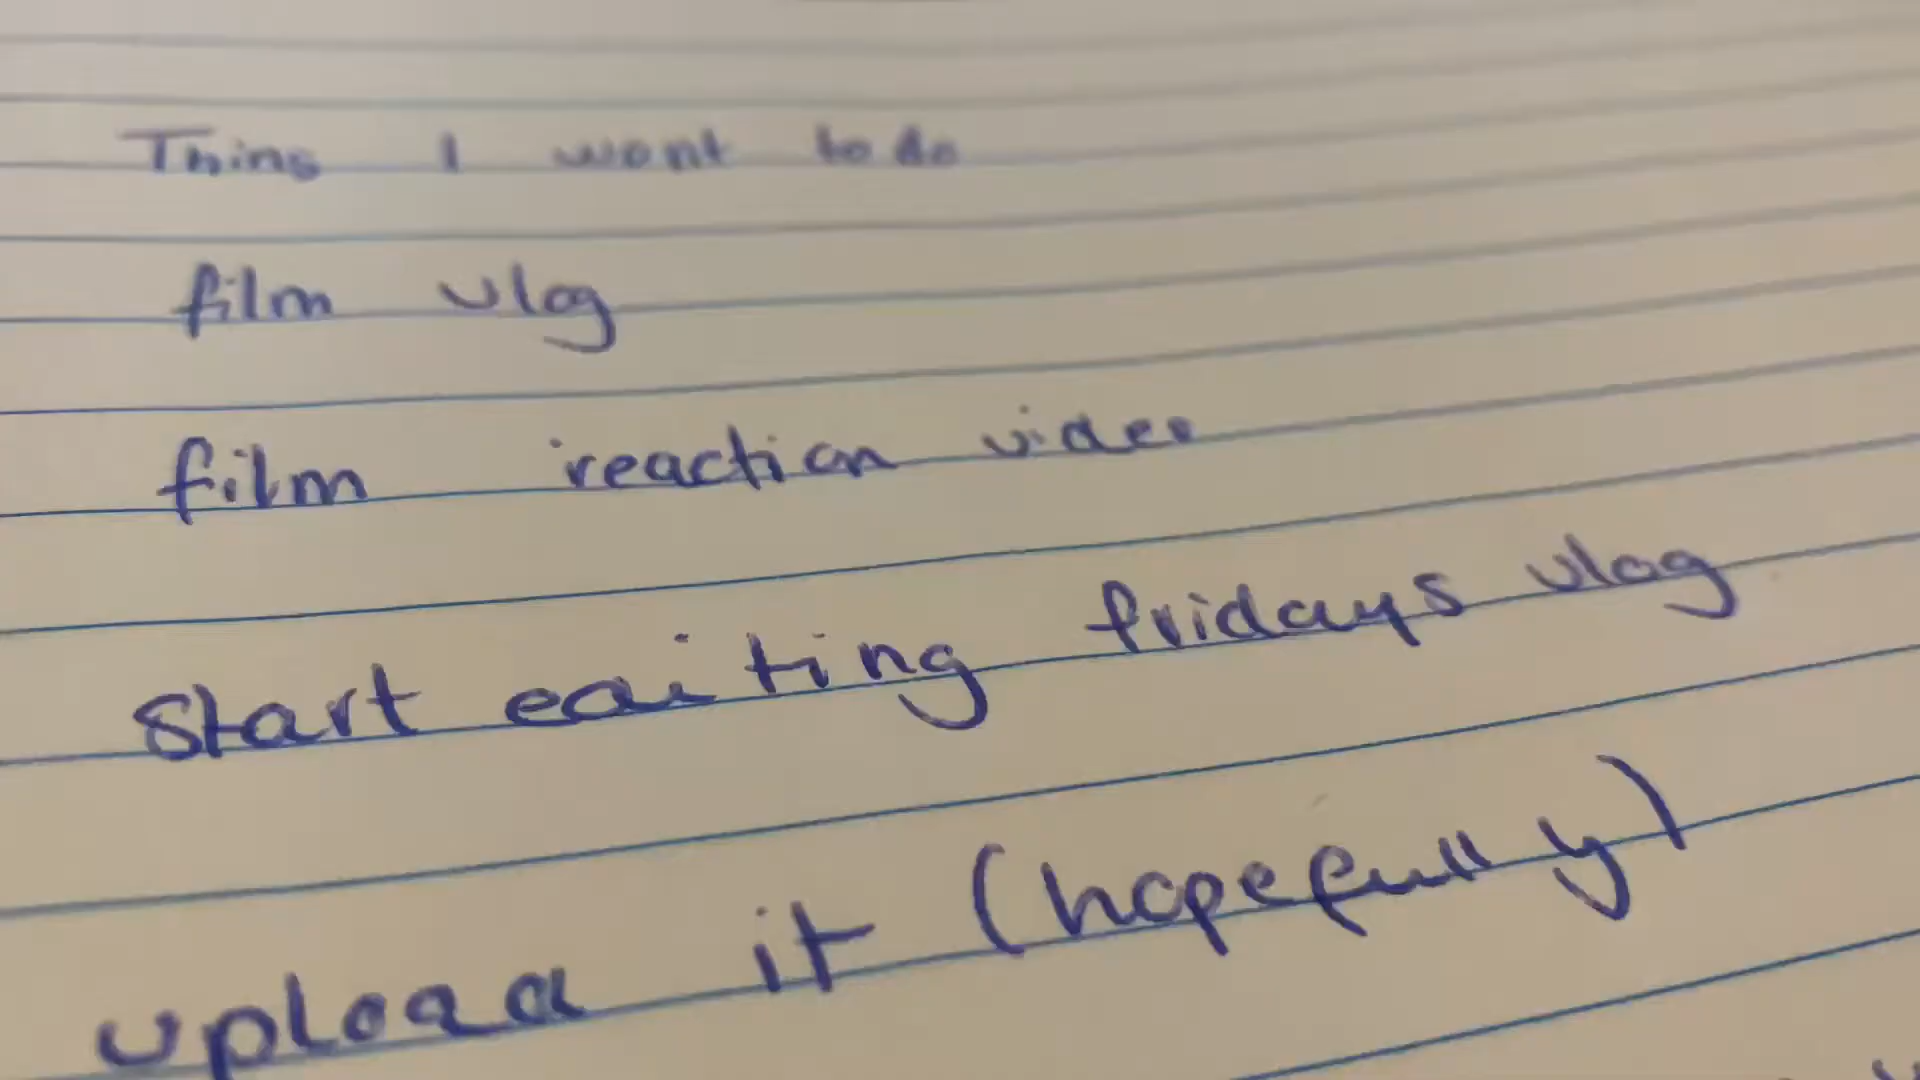 Thing I want to do
film vlog
film reaction video
Start editing fridays vlog
upload it (hopefully)